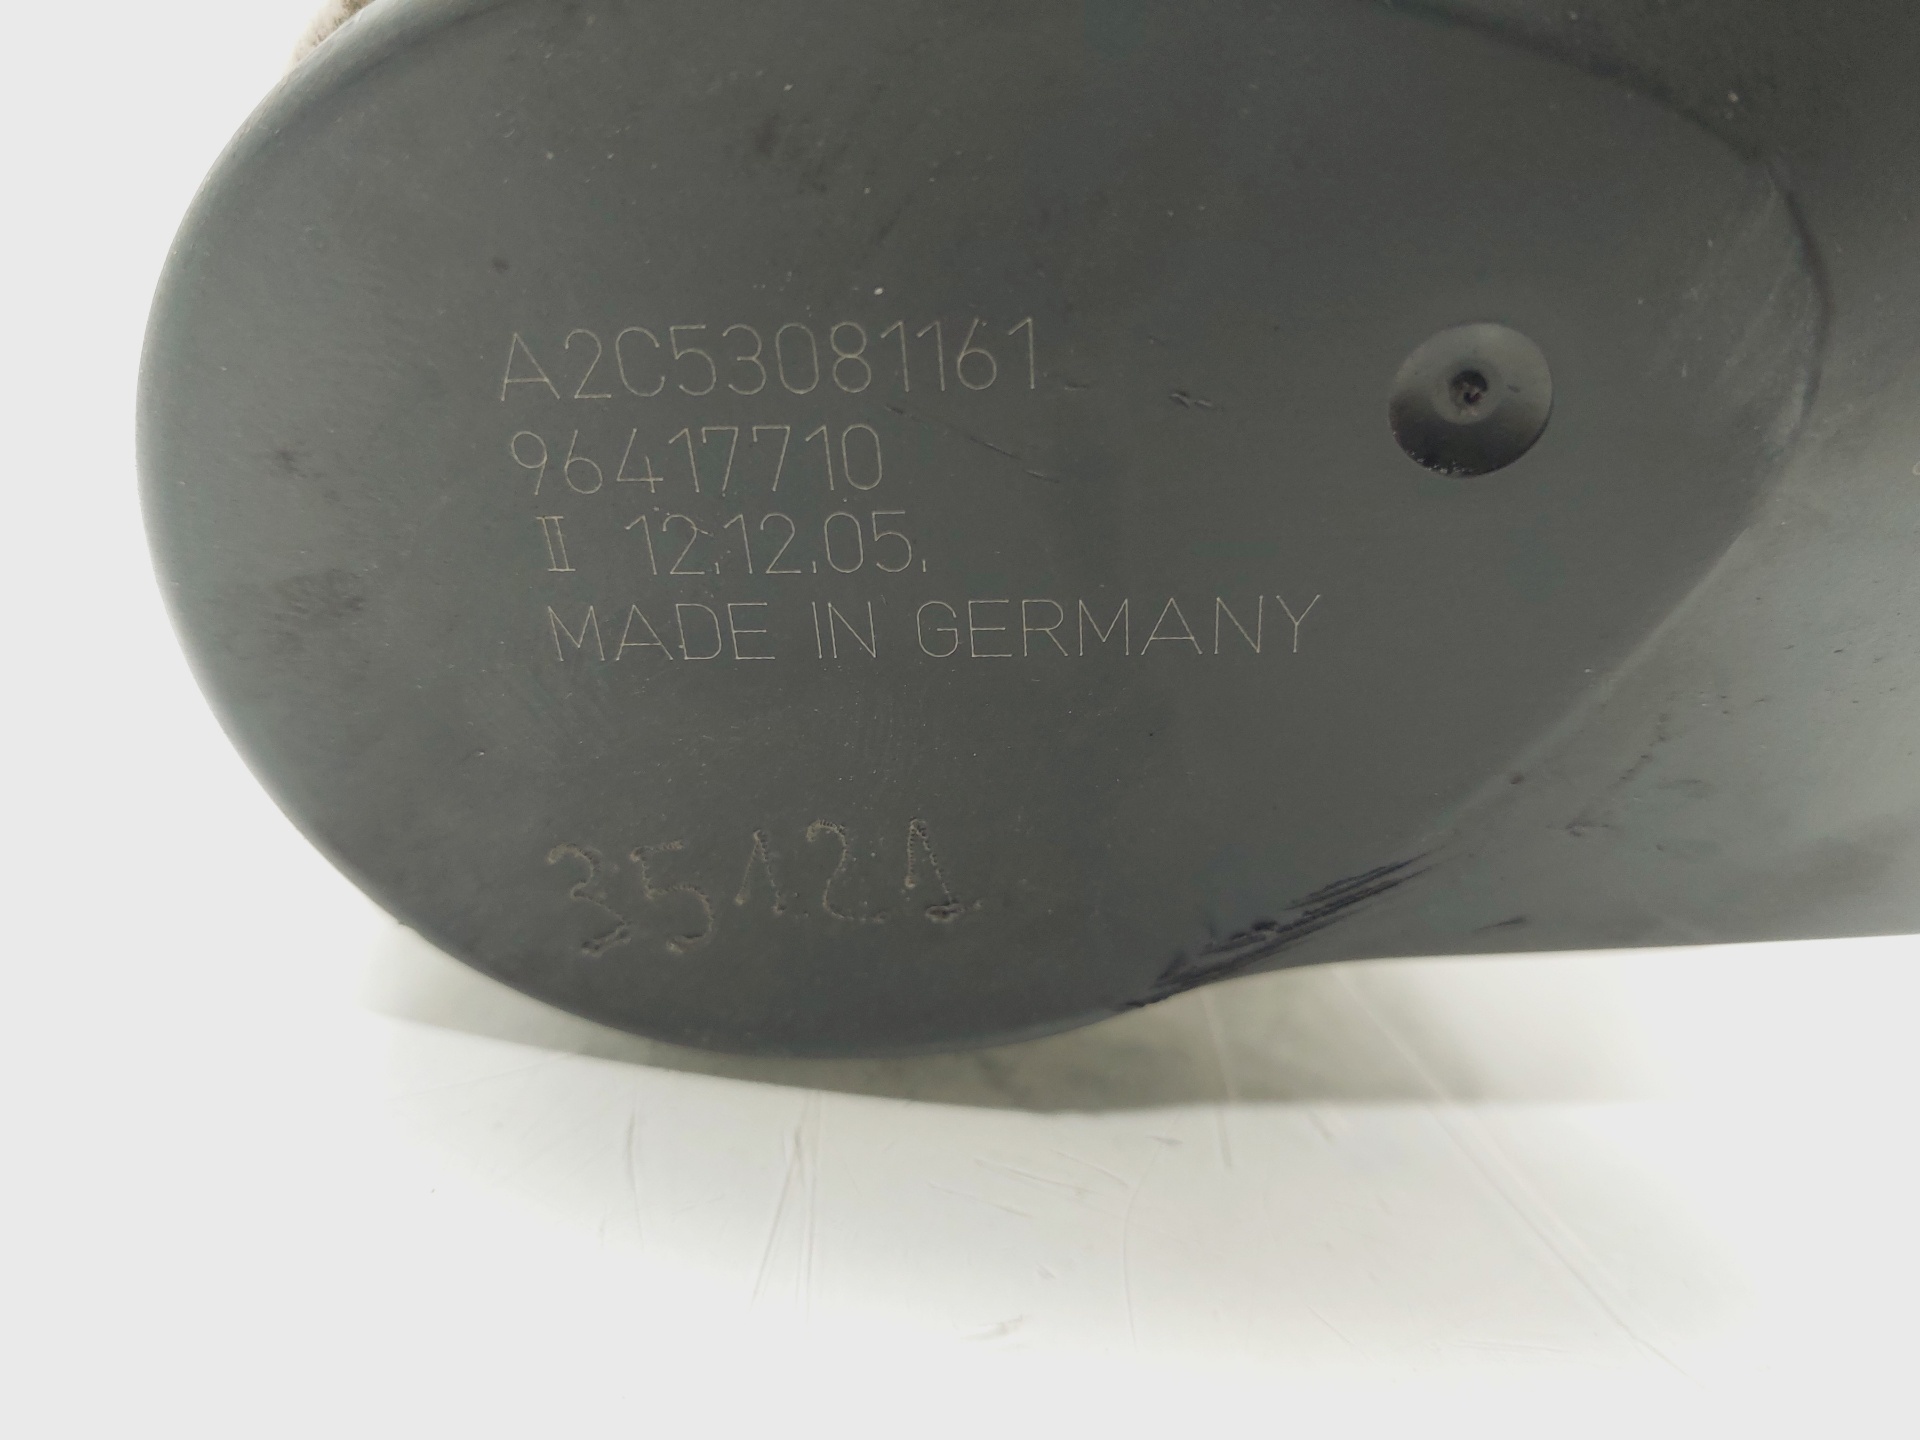 A2C53081161
96417710
II 12.12.05.
MADE IN GERMANY
35121